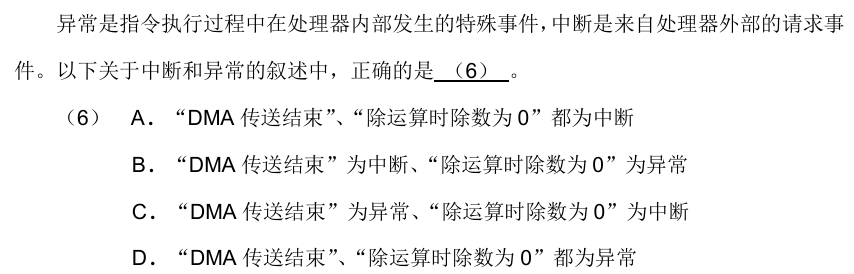 异常是指令执行过程中在处理器内部发生的特殊事件,中断是来自处理器外部的请求事
件。以下关于中断和异常的叙述中，正确的是 （6） 。
（6） A．“DMA 传送结束”、“除运算时除数为 0”都为中断
B．“DMA 传送结束”为中断、“除运算时除数为 0”为异常
C．“DMA 传送结束”为异常、“除运算时除数为 0”为中断
D．“DMA 传送结束”、“除运算时除数为 0”都为异常